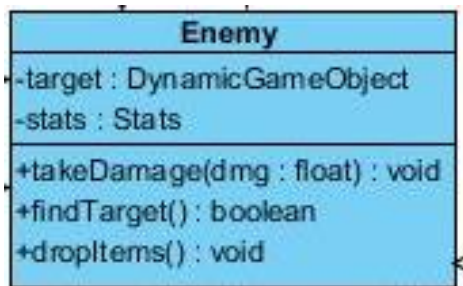 Enemy
-target : DynamicGameObject
-stats : Stats
+takeDamage(dmg : float) : void
+findTarget() : boolean
+dropItems() : void